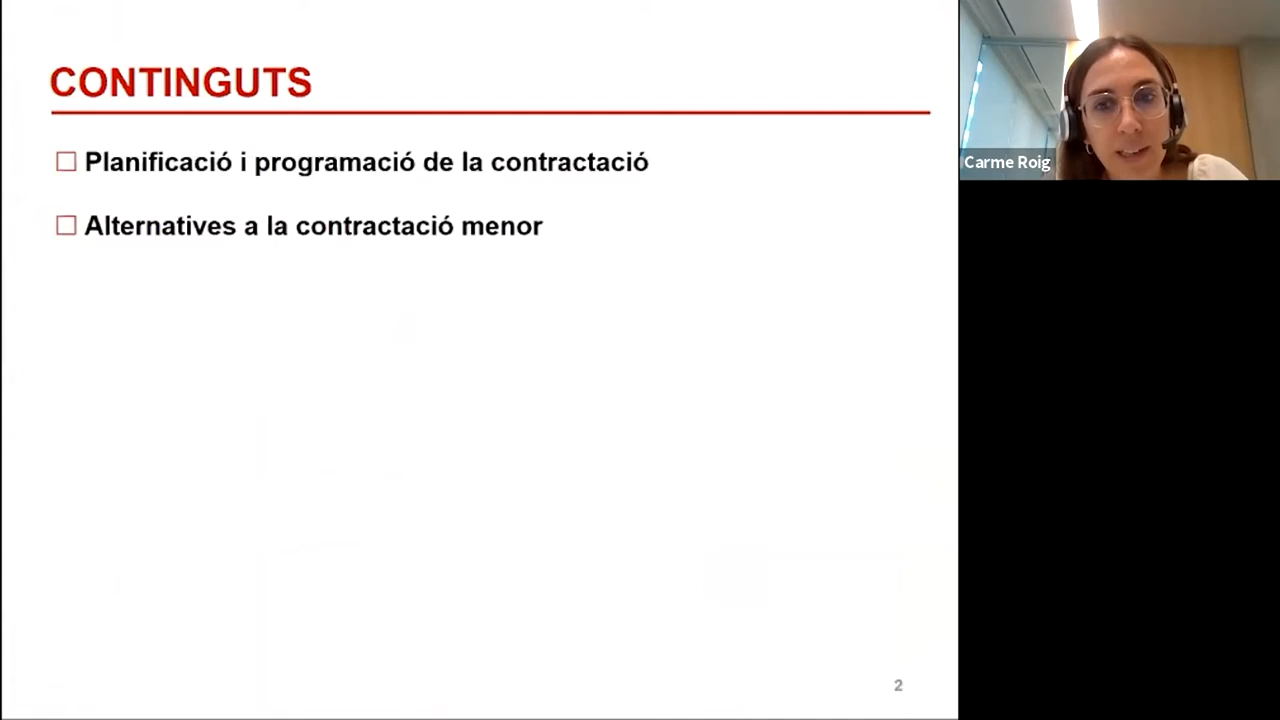 CONTINGUTS
Planificació i programació de la contractació
Alternatives a la contractació menor
2
Carme Roig